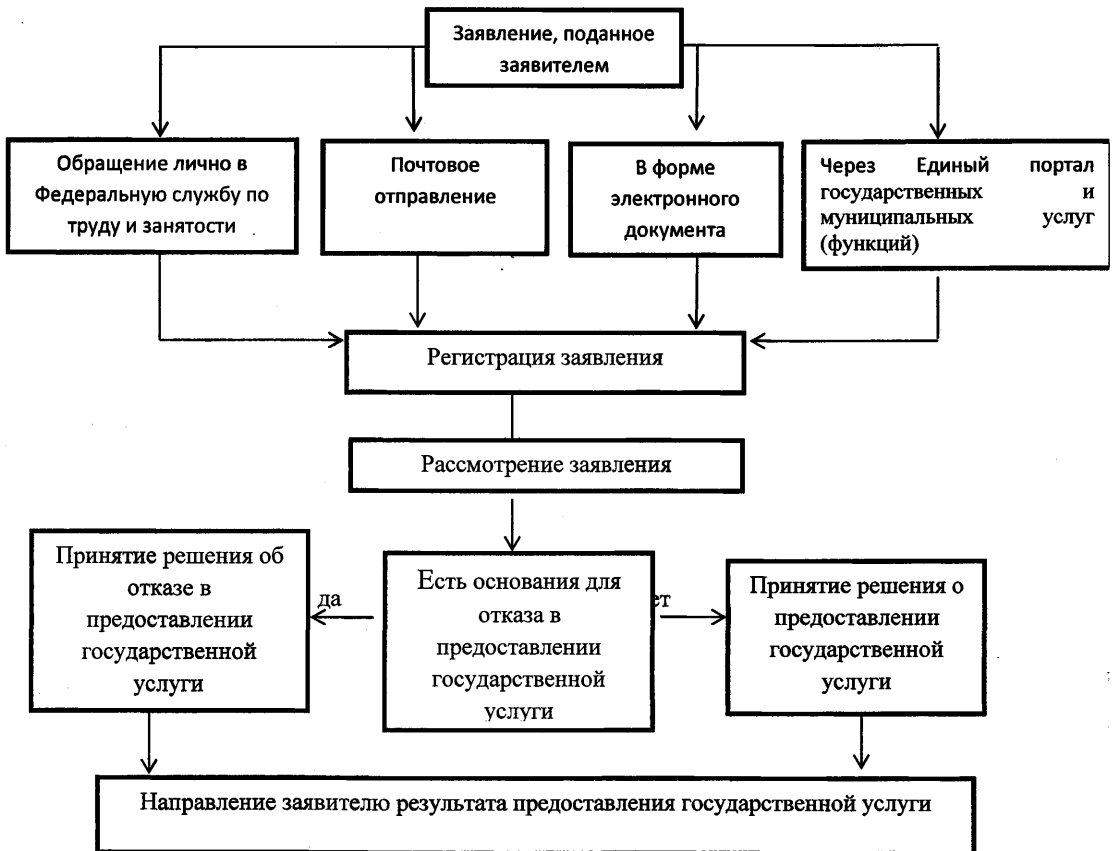 Заявление, поданное
заявителем
Обращение лично в
Федеральную службу по
труду и занятости
Почтовое
отправление
В форме
электронного
документа
Через Единый портал
государственных и
муниципальных услуг
(функций)
Регистрация заявления
Рассмотрение заявления
Принятие решения об
отказе в
предоставлении
государственной
услуги
да
Есть основания для
отказа в
предоставлении
государственной
услуги
ет
Принятие решения о
предоставлении
государственной
услуги
Направление заявителю результата предоставления государственной услуги